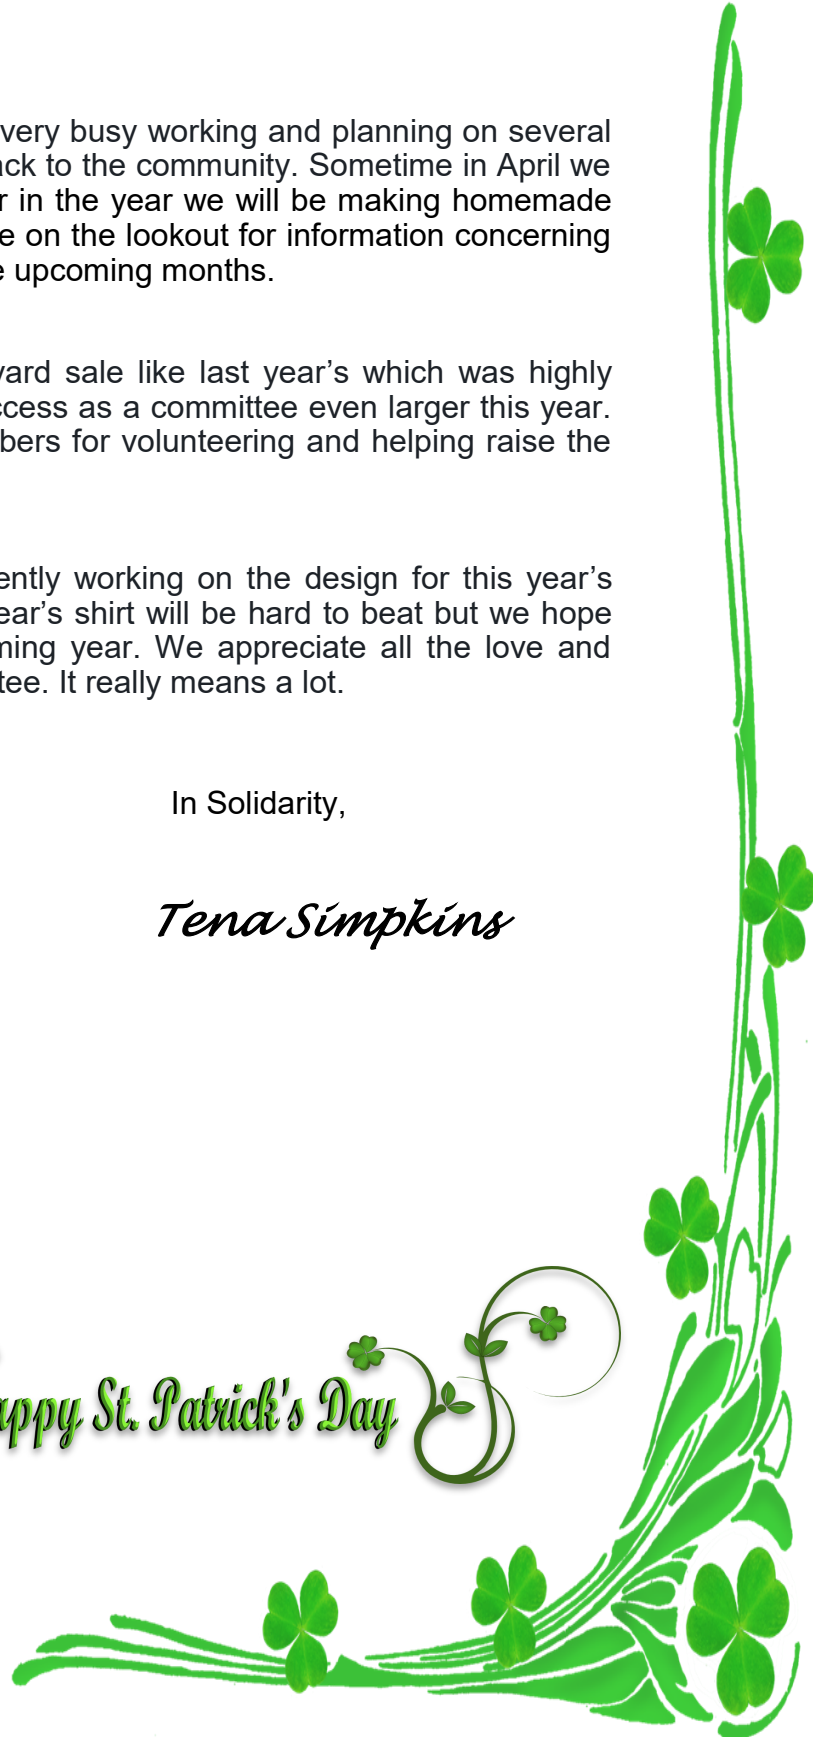 very busy working and planning on several
ack to the community. Sometime in April we
r in the year we will be making homemade
e on the lookout for information concerning
e upcoming months.
yard sale like last year’s which was highly
ccess as a committee even larger this year.
bers for volunteering and helping raise the
ently working on the design for this year’s
ear’s shirt will be hard to beat but we hope
ming year. We appreciate all the love and
tee. It really means a lot.
In Solidarity,
Tena Simpkins
appy St. Patrick's Day